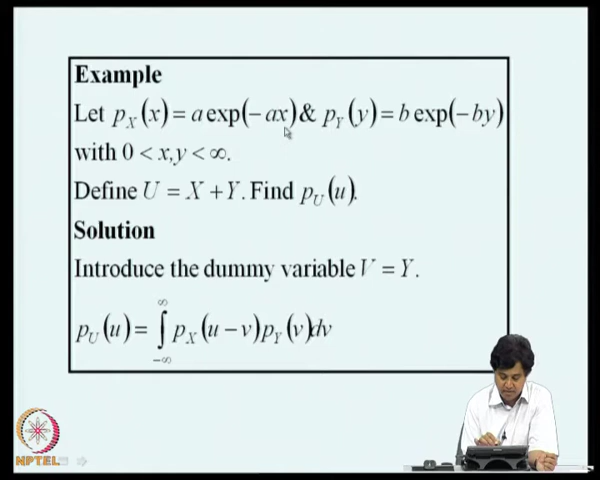 Example
Let p_X(x) = a exp(−ax) & p_Y(y) = b exp(−by)
with 0 < x, y < ∞.
Define U = X + Y. Find p_U(u).
Solution
Introduce the dummy variable V = Y.
p_U(u) = ∫_{−∞}^{∞} p_X(u − v) p_Y(v) dv
NPTEL